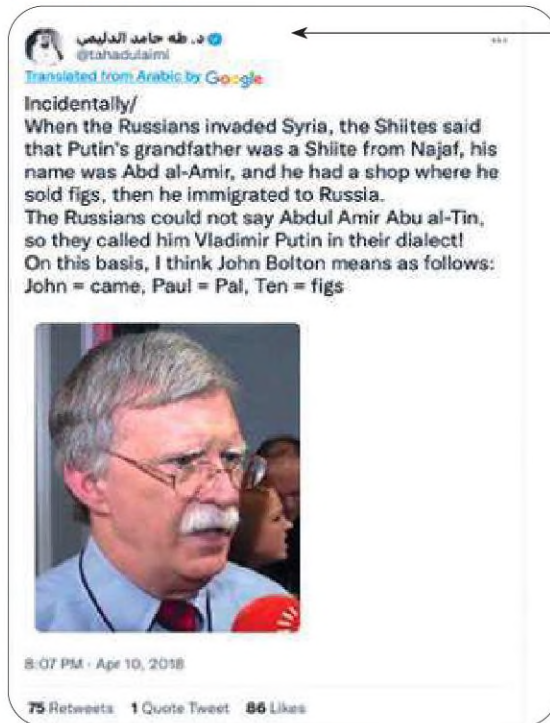 د. طه حامد الدليمي
@tahadulaimi
Translated from Arabic by Google
Incidentally/
When the Russians invaded Syria, the Shiites said
that Putin's grandfather was a Shiite from Najaf, his
name was Abd al-Amir, and he had a shop where he
sold figs, then he immigrated to Russia.
The Russians could not say Abdul Amir Abu al-Tin,
so they called him Vladimir Putin in their dialect!
On this basis, I think John Bolton means as follows:
John = came, Paul = Pal, Ten = figs
8:07 PM · Apr 10, 2018
75 Retweets 1 Quote Tweet 86 Likes